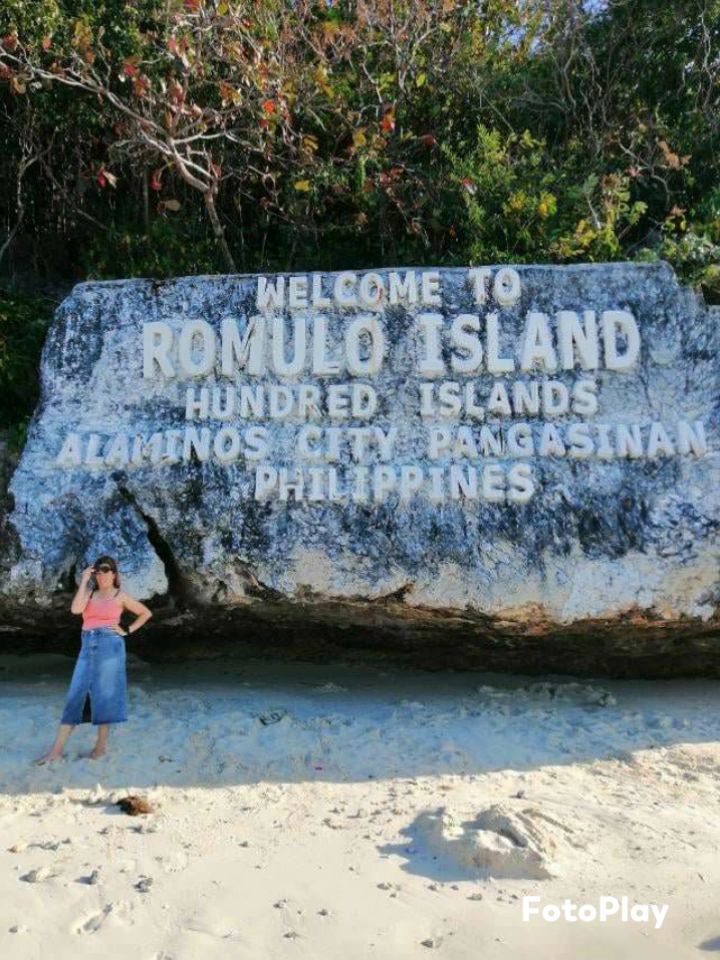 WELCOME TO
ROMULO ISLAND
HUNDRED ISLANDS
ALAMINOS CITY PANGASINAN
PHILIPPINES
FotoPlay